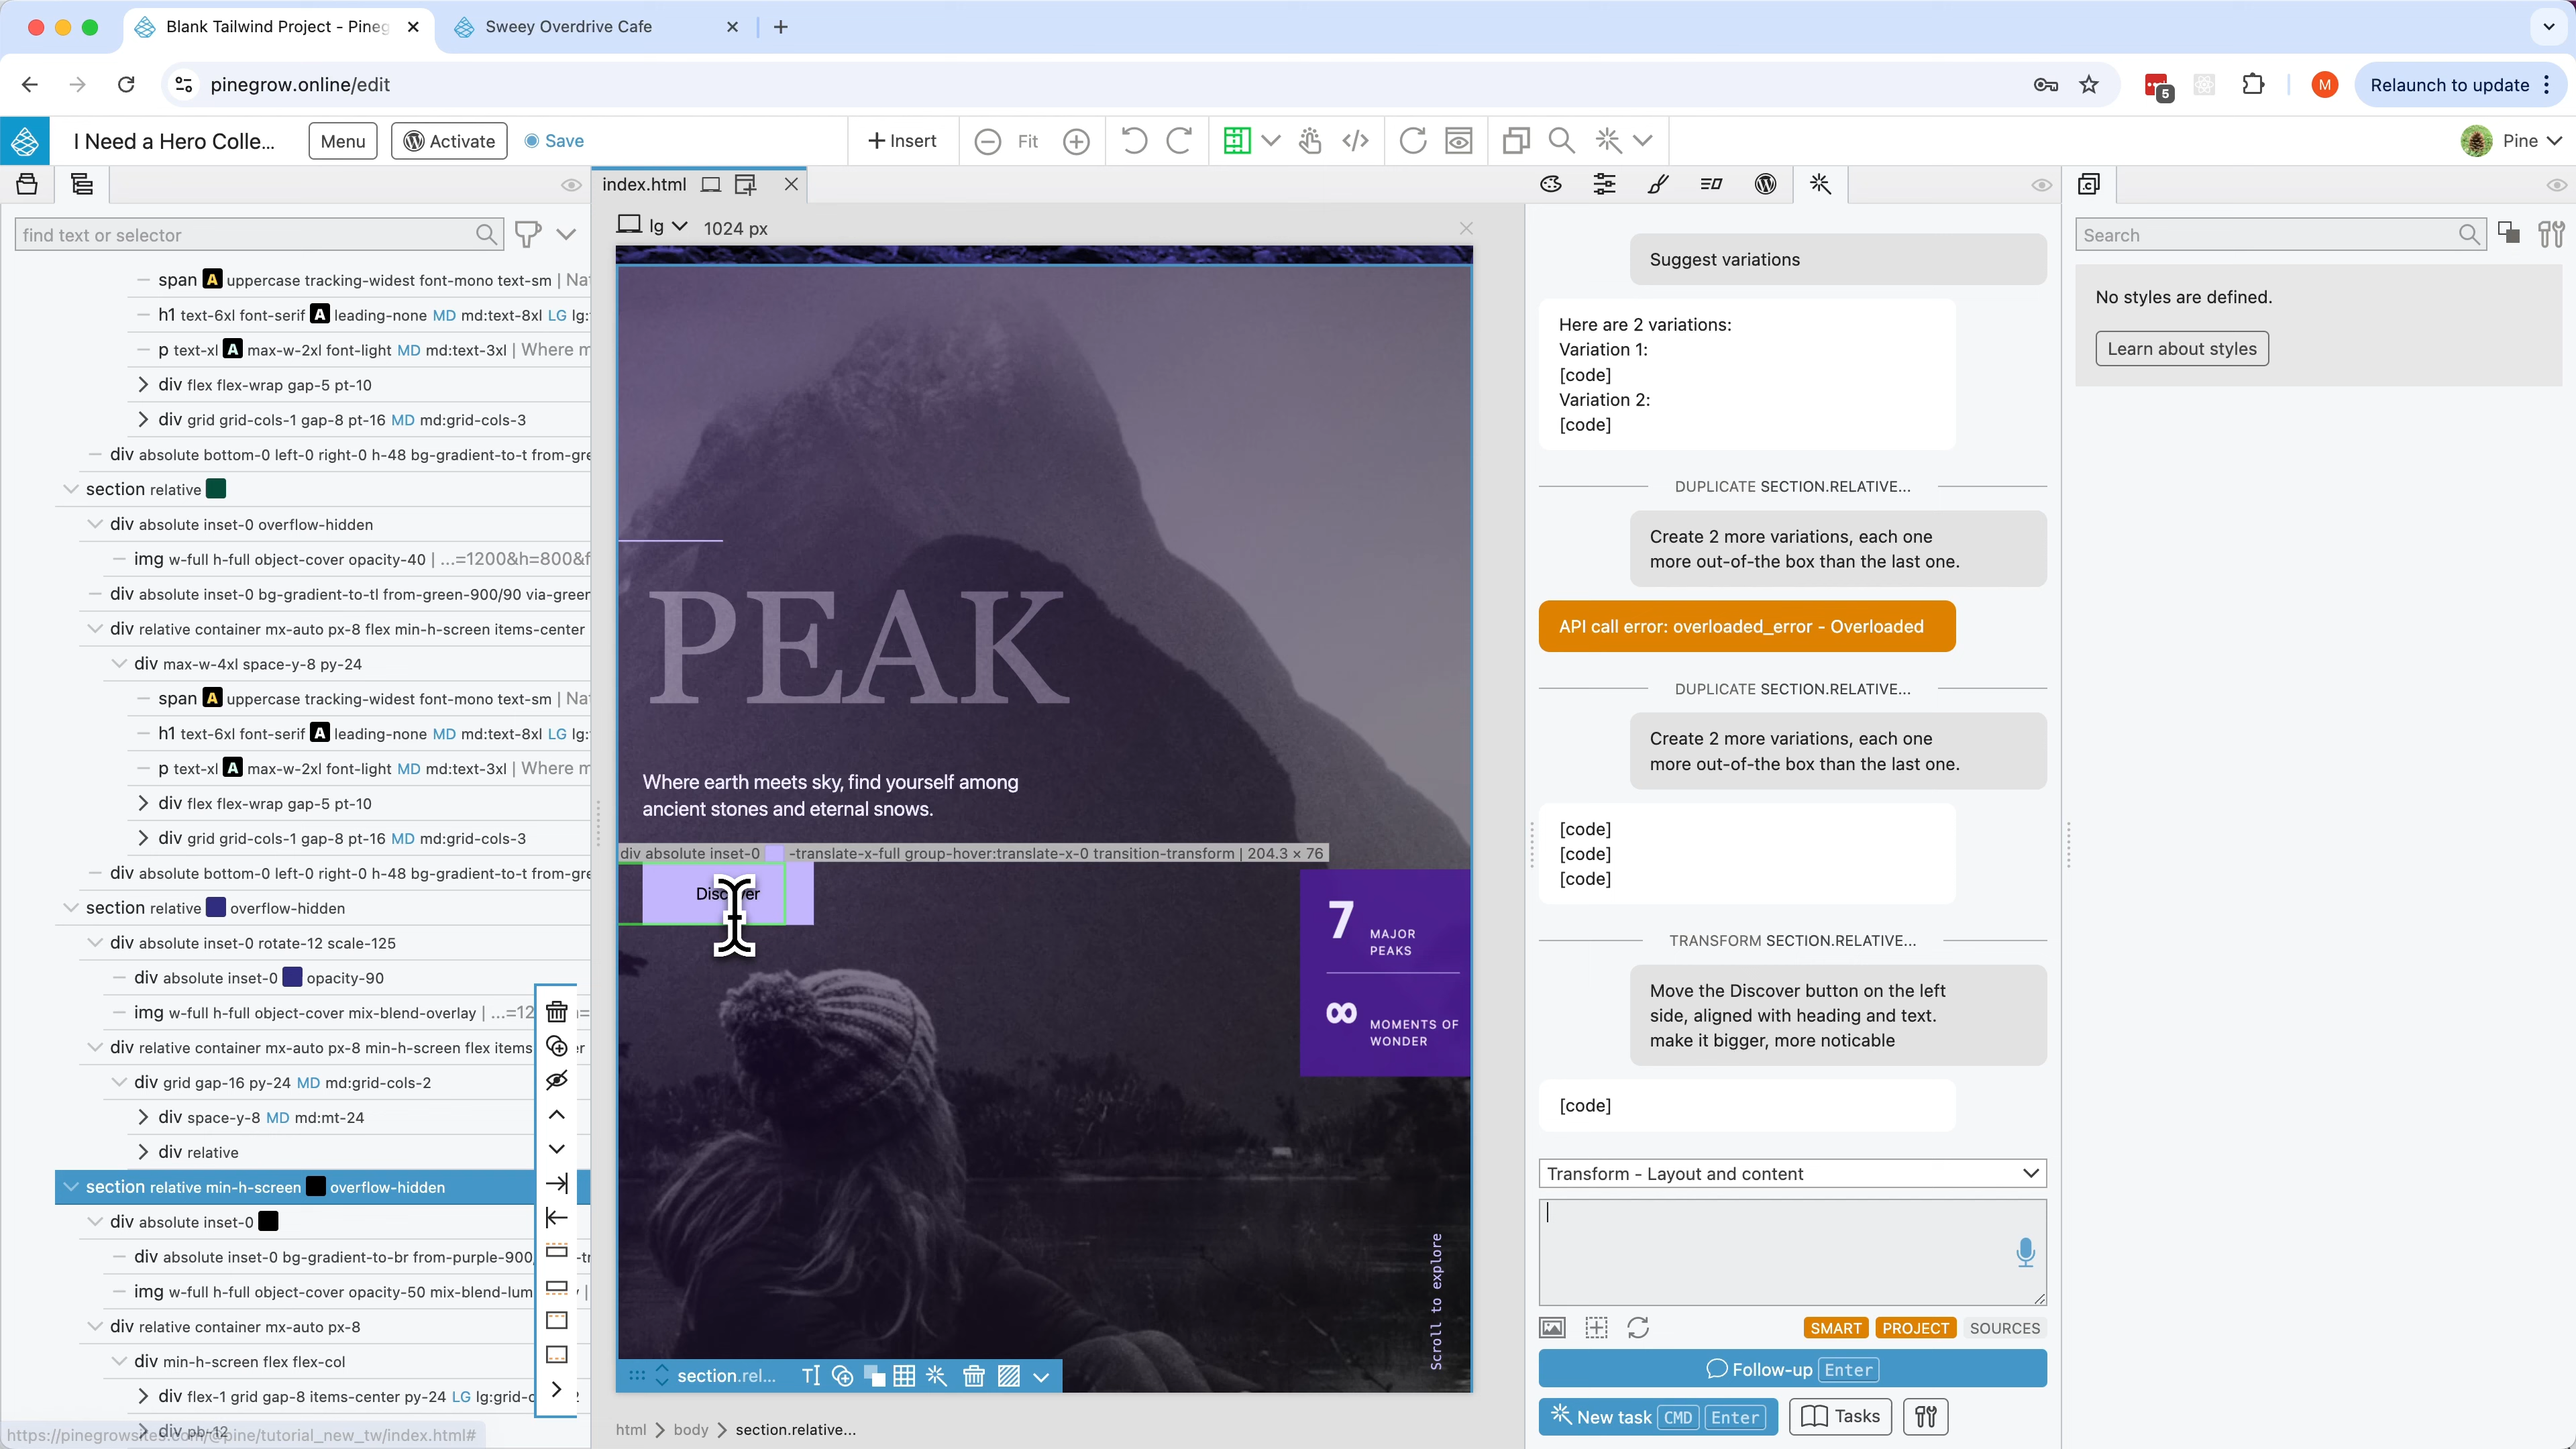 Blank Tailwind Project - Pineg
Sweey Overdrive Cafe
pinegrow.online/edit
5
M
Relaunch to update
I Need a Hero Colle...
Menu
Activate
Save
Insert
Fit
Pine
index.html
find text or selector
lg
1024 px
span A uppercase tracking-widest font-mono text-sm | Na
h1 text-6xl font-serif A leading-none MD md:text-8xl LG lg:
p text-xl A max-w-2xl font-light MD md:text-3xl | Where m
div flex flex-wrap gap-5 pt-10
div grid grid-cols-1 gap-8 pt-16 MD md:grid-cols-3
div absolute bottom-0 left-0 right-0 h-48 bg-gradient-to-t from-gre
section relative
div absolute inset-0 overflow-hidden
img w-full h-full object-cover opacity-40 | ...=1200&h=800&f
div absolute inset-0 bg-gradient-to-tl from-green-900/90 via-green
div relative container mx-auto px-8 flex min-h-screen items-center
div max-w-4xl space-y-8 py-24
span A uppercase tracking-widest font-mono text-sm | Na
h1 text-6xl font-serif A leading-none MD md:text-8xl LG lg:
p text-xl A max-w-2xl font-light MD md:text-3xl | Where m
div flex flex-wrap gap-5 pt-10
div grid grid-cols-1 gap-8 pt-16 MD md:grid-cols-3
div absolute bottom-0 left-0 right-0 h-48 bg-gradient-to-t from-gre
section relative overflow-hidden
div absolute inset-0 rotate-12 scale-125
div absolute inset-0 opacity-90
img w-full h-full object-cover mix-blend-overlay | ...=12
div relative container mx-auto px-8 min-h-screen flex items
div grid gap-16 py-24 MD md:grid-cols-2
div space-y-8 MD md:mt-24
div relative
section relative min-h-screen overflow-hidden
div absolute inset-0
div absolute inset-0 bg-gradient-to-br from-purple-900
img w-full h-full object-cover opacity-50 mix-blend-lum
div relative container mx-auto px-8
div min-h-screen flex flex-col
div flex-1 grid gap-8 items-center py-24 LG lg:grid-c
div pb-12
https://pinegrowsites.com/@pine/tutorial_new_tw/index.html#
PEAK
Where earth meets sky, find yourself among
ancient stones and eternal snows.
div absolute inset-0 -translate-x-full group-hover:translate-x-0 transition-transform | 204.3 × 76
Discover
7 MAJOR
PEAKS
∞ MOMENTS OF
WONDER
Scroll to explore
section.rel...
html > body > section.relative...
Suggest variations
Here are 2 variations:
Variation 1:
[code]
Variation 2:
[code]
DUPLICATE SECTION.RELATIVE...
Create 2 more variations, each one
more out-of-the box than the last one.
API call error: overloaded_error - Overloaded
DUPLICATE SECTION.RELATIVE...
Create 2 more variations, each one
more out-of-the box than the last one.
[code]
[code]
[code]
TRANSFORM SECTION.RELATIVE...
Move the Discover button on the left
side, aligned with heading and text.
make it bigger, more noticable
[code]
Transform - Layout and content
SMART PROJECT SOURCES
Follow-up Enter
New task CMD Enter
Tasks
Search
No styles are defined.
Learn about styles